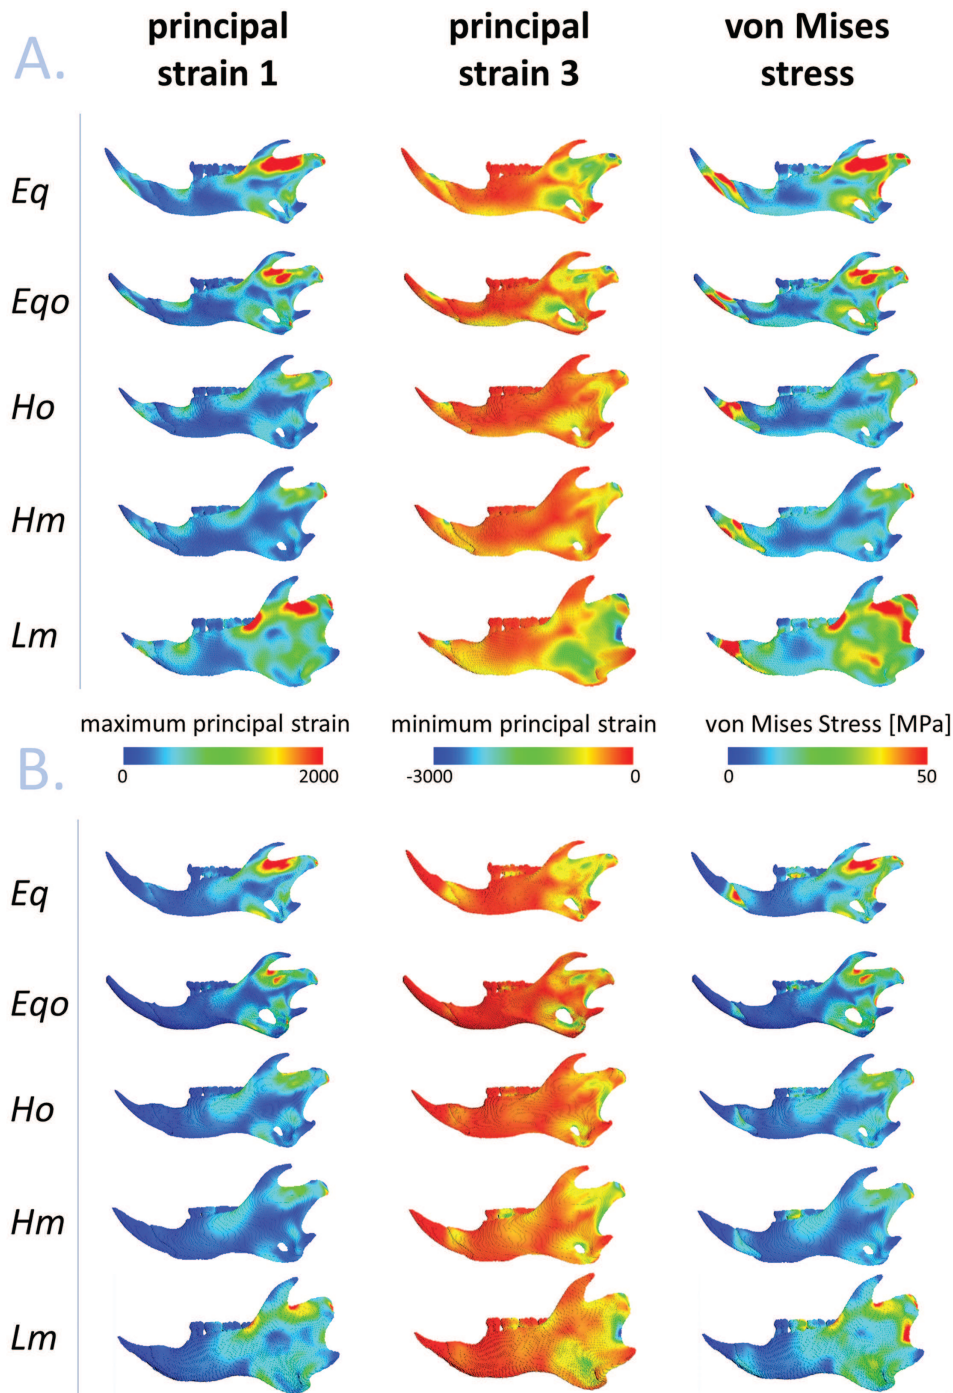 A.
principal strain 1
principal strain 3
von Mises stress
Eq
Eqo
Ho
Hm
Lm
maximum principal strain
0 2000
minimum principal strain
-3000 0
von Mises Stress [MPa]
0 50
B.
Eq
Eqo
Ho
Hm
Lm